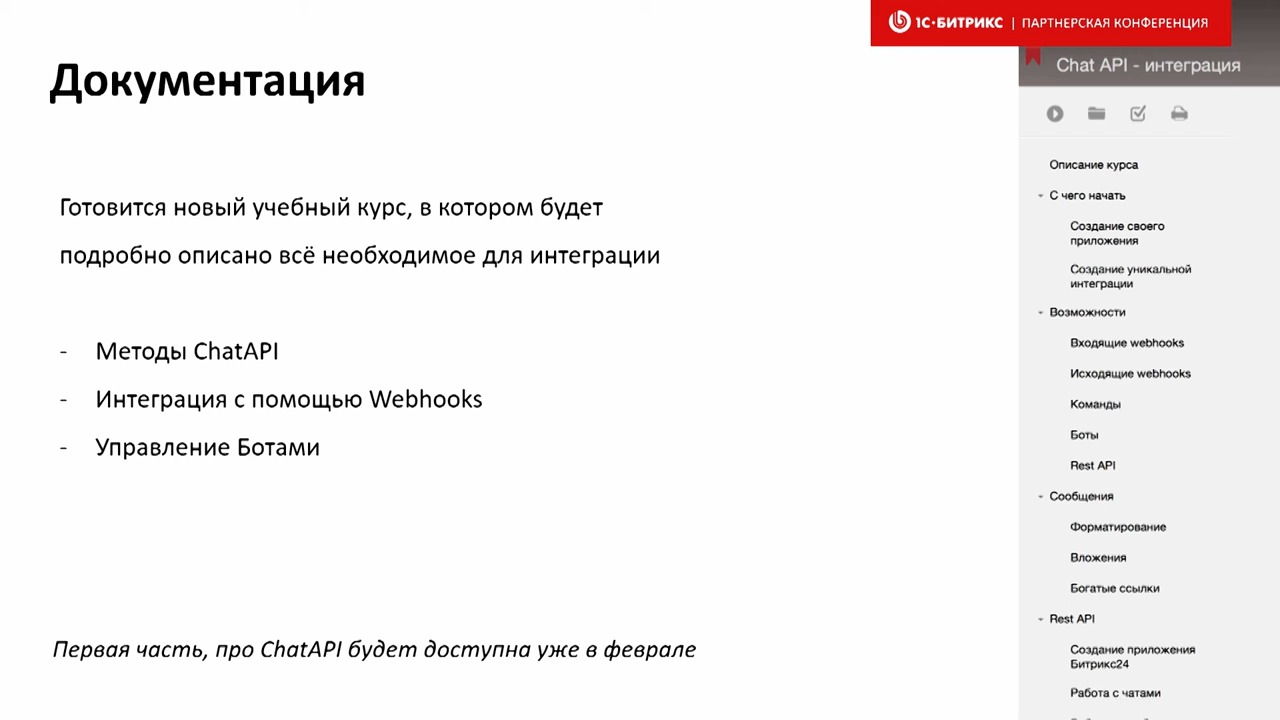 1С·БИТРИКС | ПАРТНЕРСКАЯ КОНФЕРЕНЦИЯ
Документация
Готовится новый учебный курс, в котором будет
подробно описано всё необходимое для интеграции
- Методы ChatAPI
- Интеграция с помощью Webhooks
- Управление Ботами
Первая часть, про ChatAPI будет доступна уже в феврале
Chat API - интеграция
Описание курса
С чего начать
Создание своего
приложения
Создание уникальной
интеграции
Возможности
Входящие webhooks
Исходящие webhooks
Команды
Боты
Rest API
Сообщения
Форматирование
Вложения
Богатые ссылки
Rest API
Создание приложения
Битрикс24
Работа с чатами